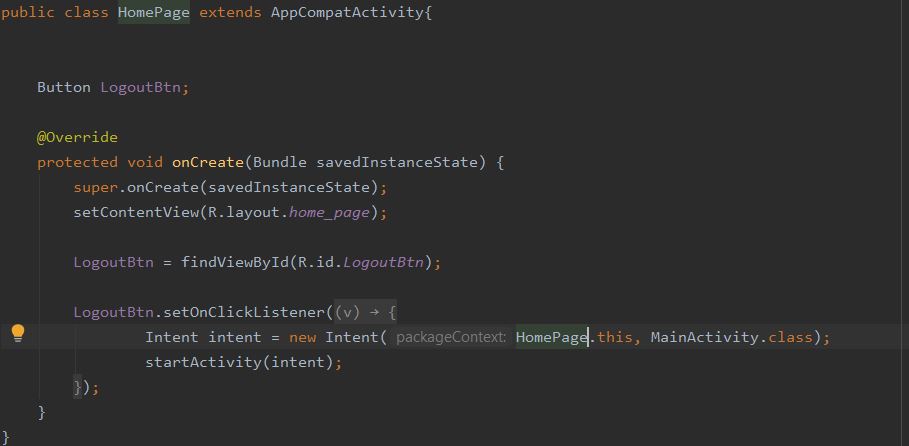 public class HomePage extends AppCompatActivity{
Button LogoutBtn;
@Override
protected void onCreate(Bundle savedInstanceState) {
super.onCreate(savedInstanceState);
setContentView(R.layout.home_page);
LogoutBtn = findViewById(R.id.LogoutBtn);
LogoutBtn.setOnClickListener((v) → {
Intent intent = new Intent( packageContext: HomePage.this, MainActivity.class);
startActivity(intent);
});
}
}